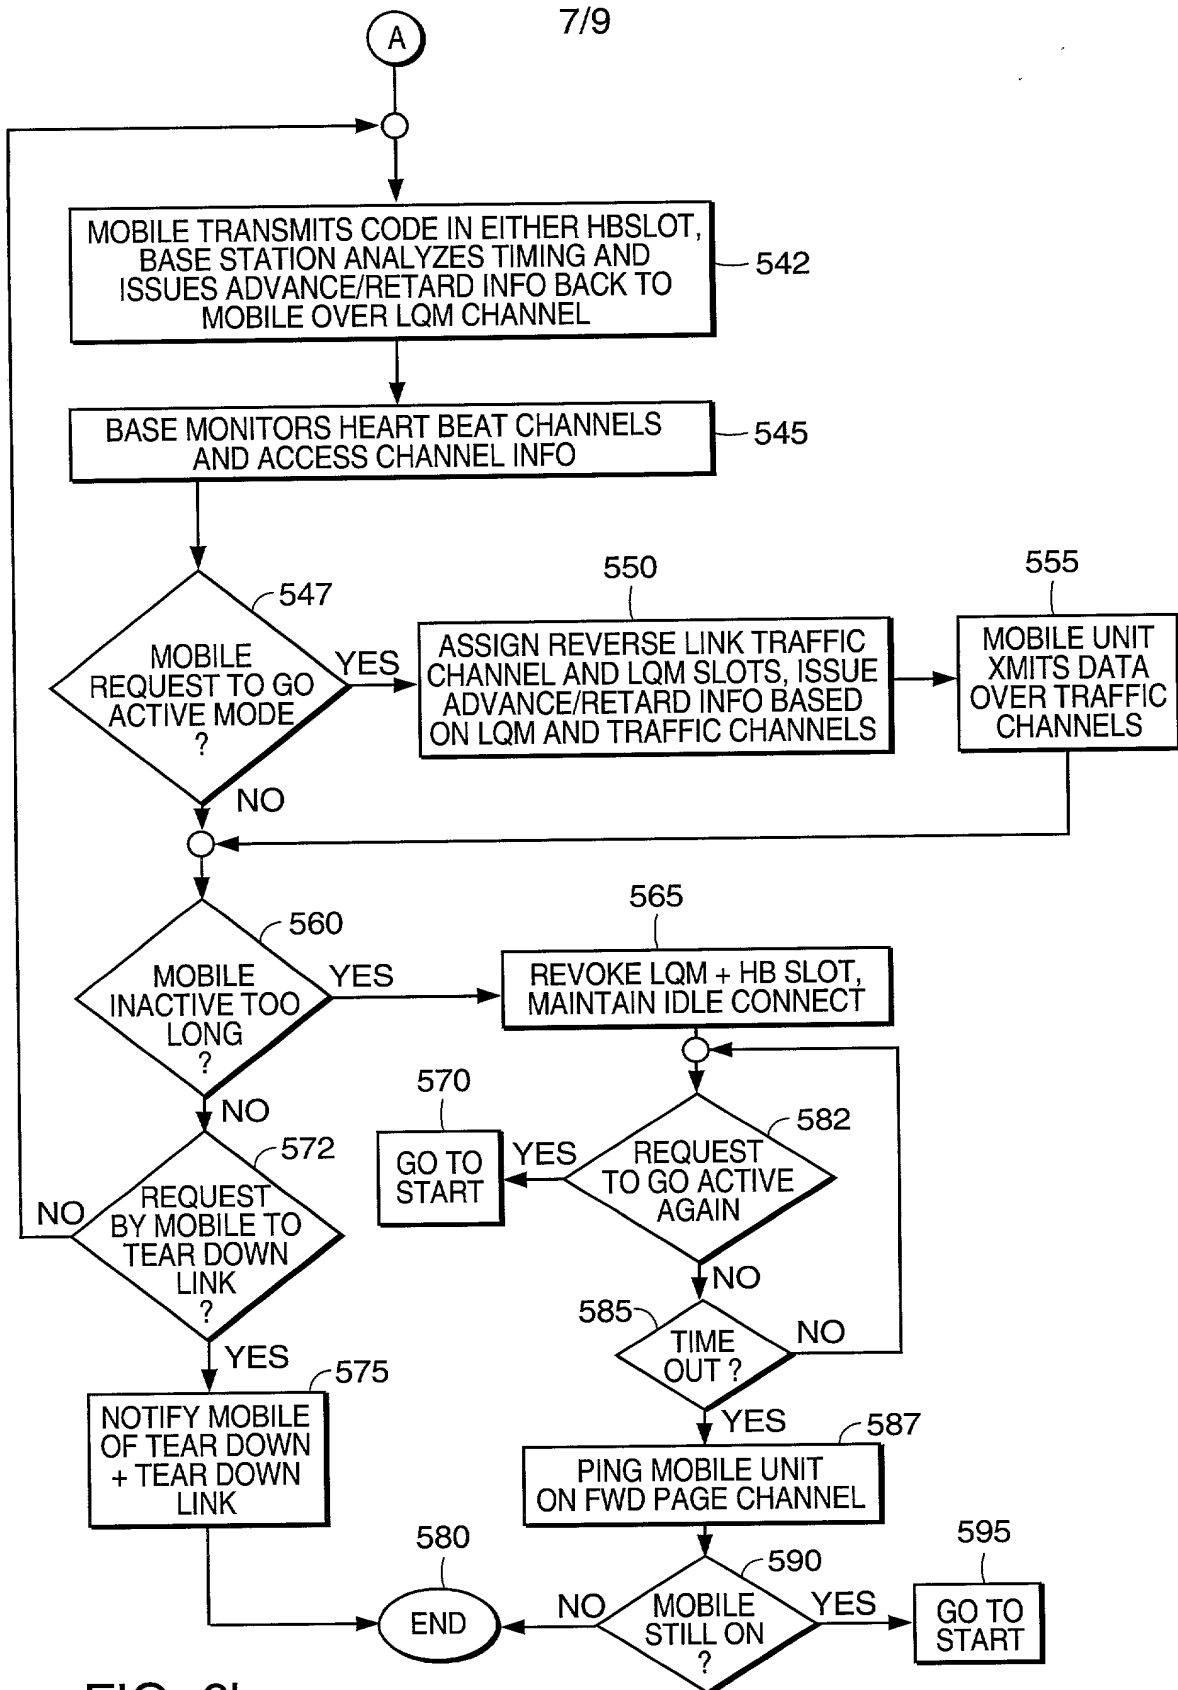 7/9
A
MOBILE TRANSMITS CODE IN EITHER HBSLOT,
BASE STATION ANALYZES TIMING AND
ISSUES ADVANCE/RETARD INFO BACK TO
MOBILE OVER LQM CHANNEL
542
BASE MONITORS HEART BEAT CHANNELS
AND ACCESS CHANNEL INFO
545
547
MOBILE
REQUEST TO GO
ACTIVE MODE
?
YES
NO
550
ASSIGN REVERSE LINK TRAFFIC
CHANNEL AND LQM SLOTS, ISSUE
ADVANCE/RETARD INFO BASED
ON LQM AND TRAFFIC CHANNELS
555
MOBILE UNIT
XMITS DATA
OVER TRAFFIC
CHANNELS
560
MOBILE
INACTIVE TOO
LONG
?
YES
NO
565
REVOKE LQM + HB SLOT,
MAINTAIN IDLE CONNECT
570
GO TO
START
YES
582
REQUEST
TO GO ACTIVE
AGAIN
NO
572
REQUEST
BY MOBILE TO
TEAR DOWN
LINK
?
NO
YES
585
TIME
OUT ?
NO
YES
575
NOTIFY MOBILE
OF TEAR DOWN
+ TEAR DOWN
LINK
587
PING MOBILE UNIT
ON FWD PAGE CHANNEL
580
END
NO
590
MOBILE
STILL ON
?
YES
595
GO TO
START